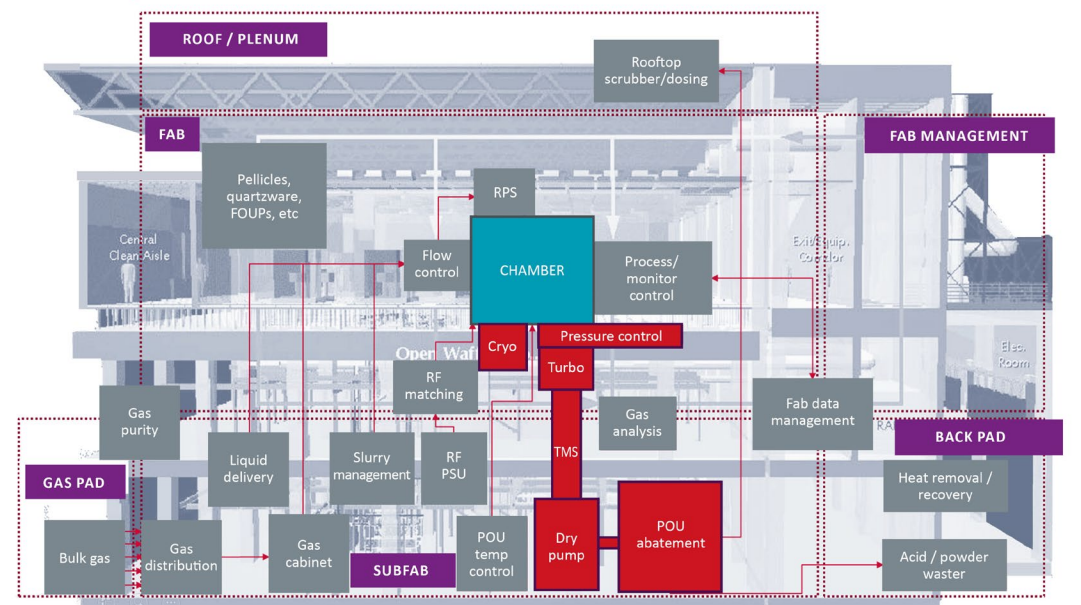 ROOF / PLENUM
Rooftop
scrubber/dosing
FAB
FAB MANAGEMENT
Pellicles,
quartzware,
FOUPs, etc
RPS
Central
Clean Aisle
Flow
control
CHAMBER
Process/
monitor
control
Exit/Equip.
Corridor
Cryo
Pressure control
Open Waf
Turbo
Elec.
Room
RF
matching
Gas
purity
Gas
analysis
Fab data
management
BACK PAD
Liquid
delivery
Slurry
management
RF
PSU
TMS
GAS PAD
Heat removal /
recovery
Bulk gas
Gas
distribution
Gas
cabinet
SUBFAB
POU
temp
control
Dry
pump
POU
abatement
Acid / powder
waster